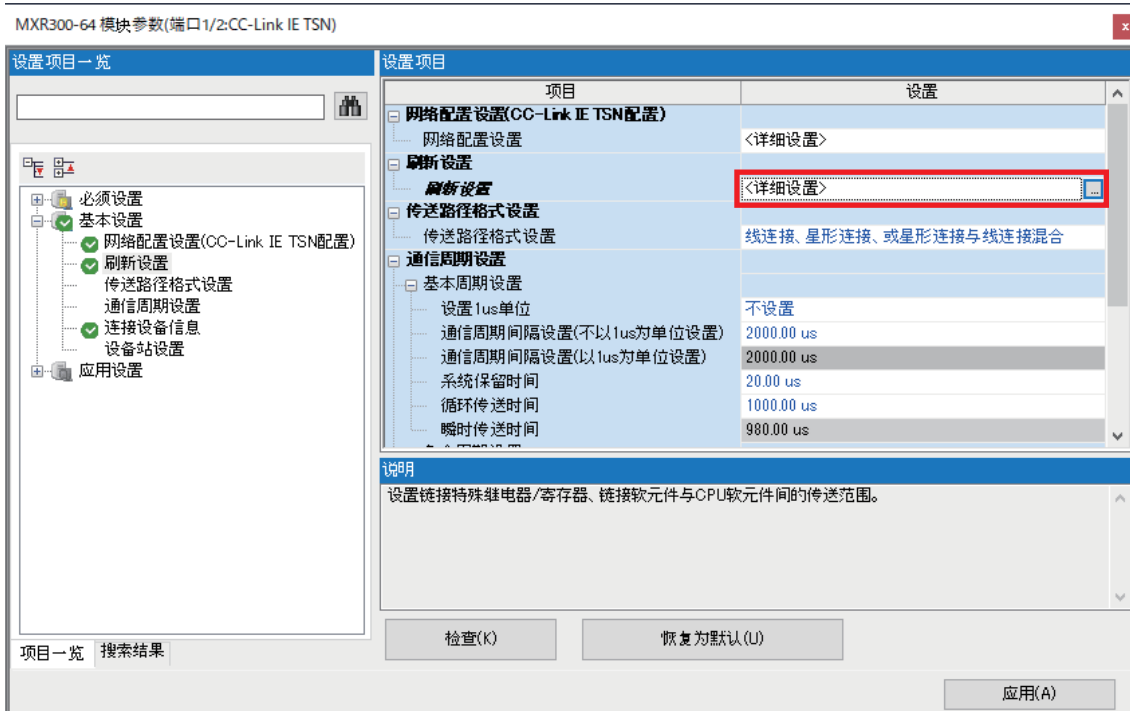 MXR300-64 模块参数(端口1/2:CC-Link IE TSN)
x
设置项目一览
必须设置
基本设置
网络配置设置(CC-Link IE TSN配置)
刷新设置
传送路径格式设置
通信周期设置
连接设备信息
设备站设置
应用设置
项目一览 搜索结果
设置项目
项目 设置
网络配置设置(CC-Link IE TSN配置)
网络配置设置 <详细设置>
刷新设置
刷新设置 <详细设置> ...
传送路径格式设置
传送路径格式设置 线连接、星形连接、或星形连接与线连接混合
通信周期设置
基本周期设置
设置1us单位 不设置
通信周期间隔设置(不以1us为单位设置) 2000.00 us
通信周期间隔设置(以1us为单位设置) 2000.00 us
系统保留时间 20.00 us
循环传送时间 1000.00 us
瞬时传送时间 980.00 us
说明
设置链接特殊继电器/寄存器、链接软元件与CPU软元件间的传送范围。
检查(K) 恢复为默认(U)
应用(A)